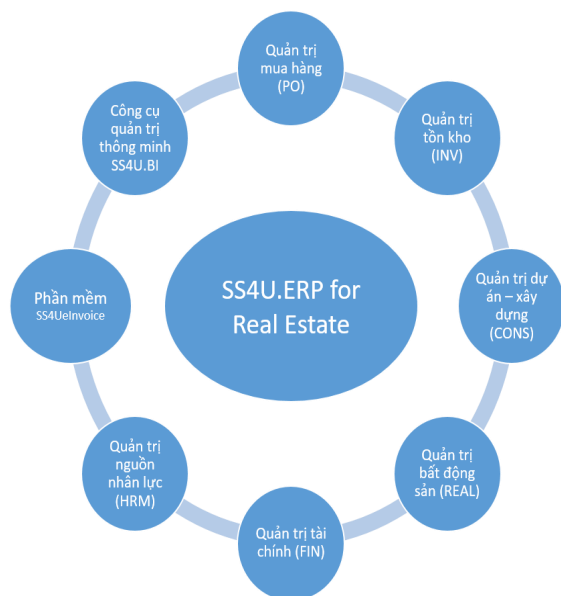 Quản trị
mua hàng
(PO)
Quản trị
tồn kho
(INV)
Quản trị dự
án – xây
dựng
(CONS)
Quản trị
bất động
sản (REAL)
Quản trị tài
chính (FIN)
Quản trị
nguồn
nhân lực
(HRM)
Phần mềm
SS4UeInvoice
Công cụ
quản trị
thông minh
SS4U.BI
SS4U.ERP for
Real Estate